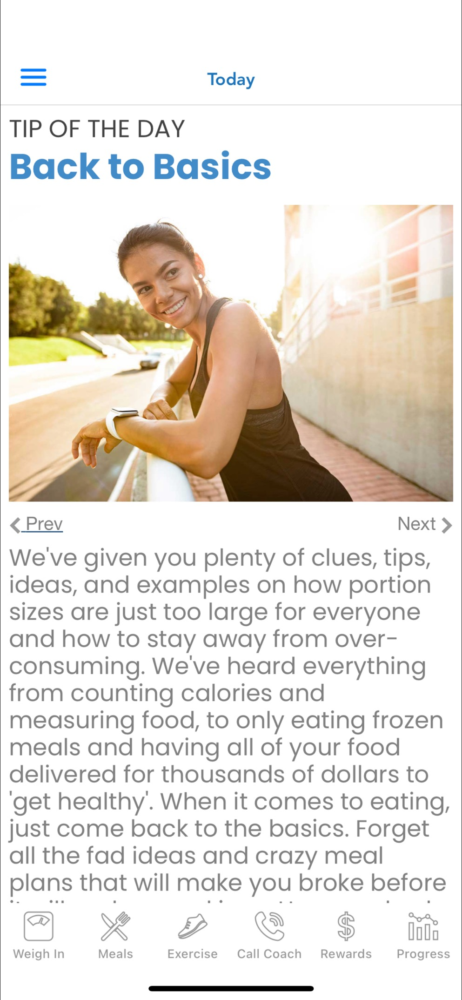 Today
TIP OF THE DAY
Back to Basics
Prev
Next
We've given you plenty of clues, tips,
ideas, and examples on how portion
sizes are just too large for everyone
and how to stay away from over-
consuming. We've heard everything
from counting calories and
measuring food, to only eating frozen
meals and having all of your food
delivered for thousands of dollars to
'get healthy'. When it comes to eating,
just come back to the basics. Forget
all the fad ideas and crazy meal
plans that will make you broke before
Weigh In
Meals
Exercise
Call Coach
Rewards
Progress